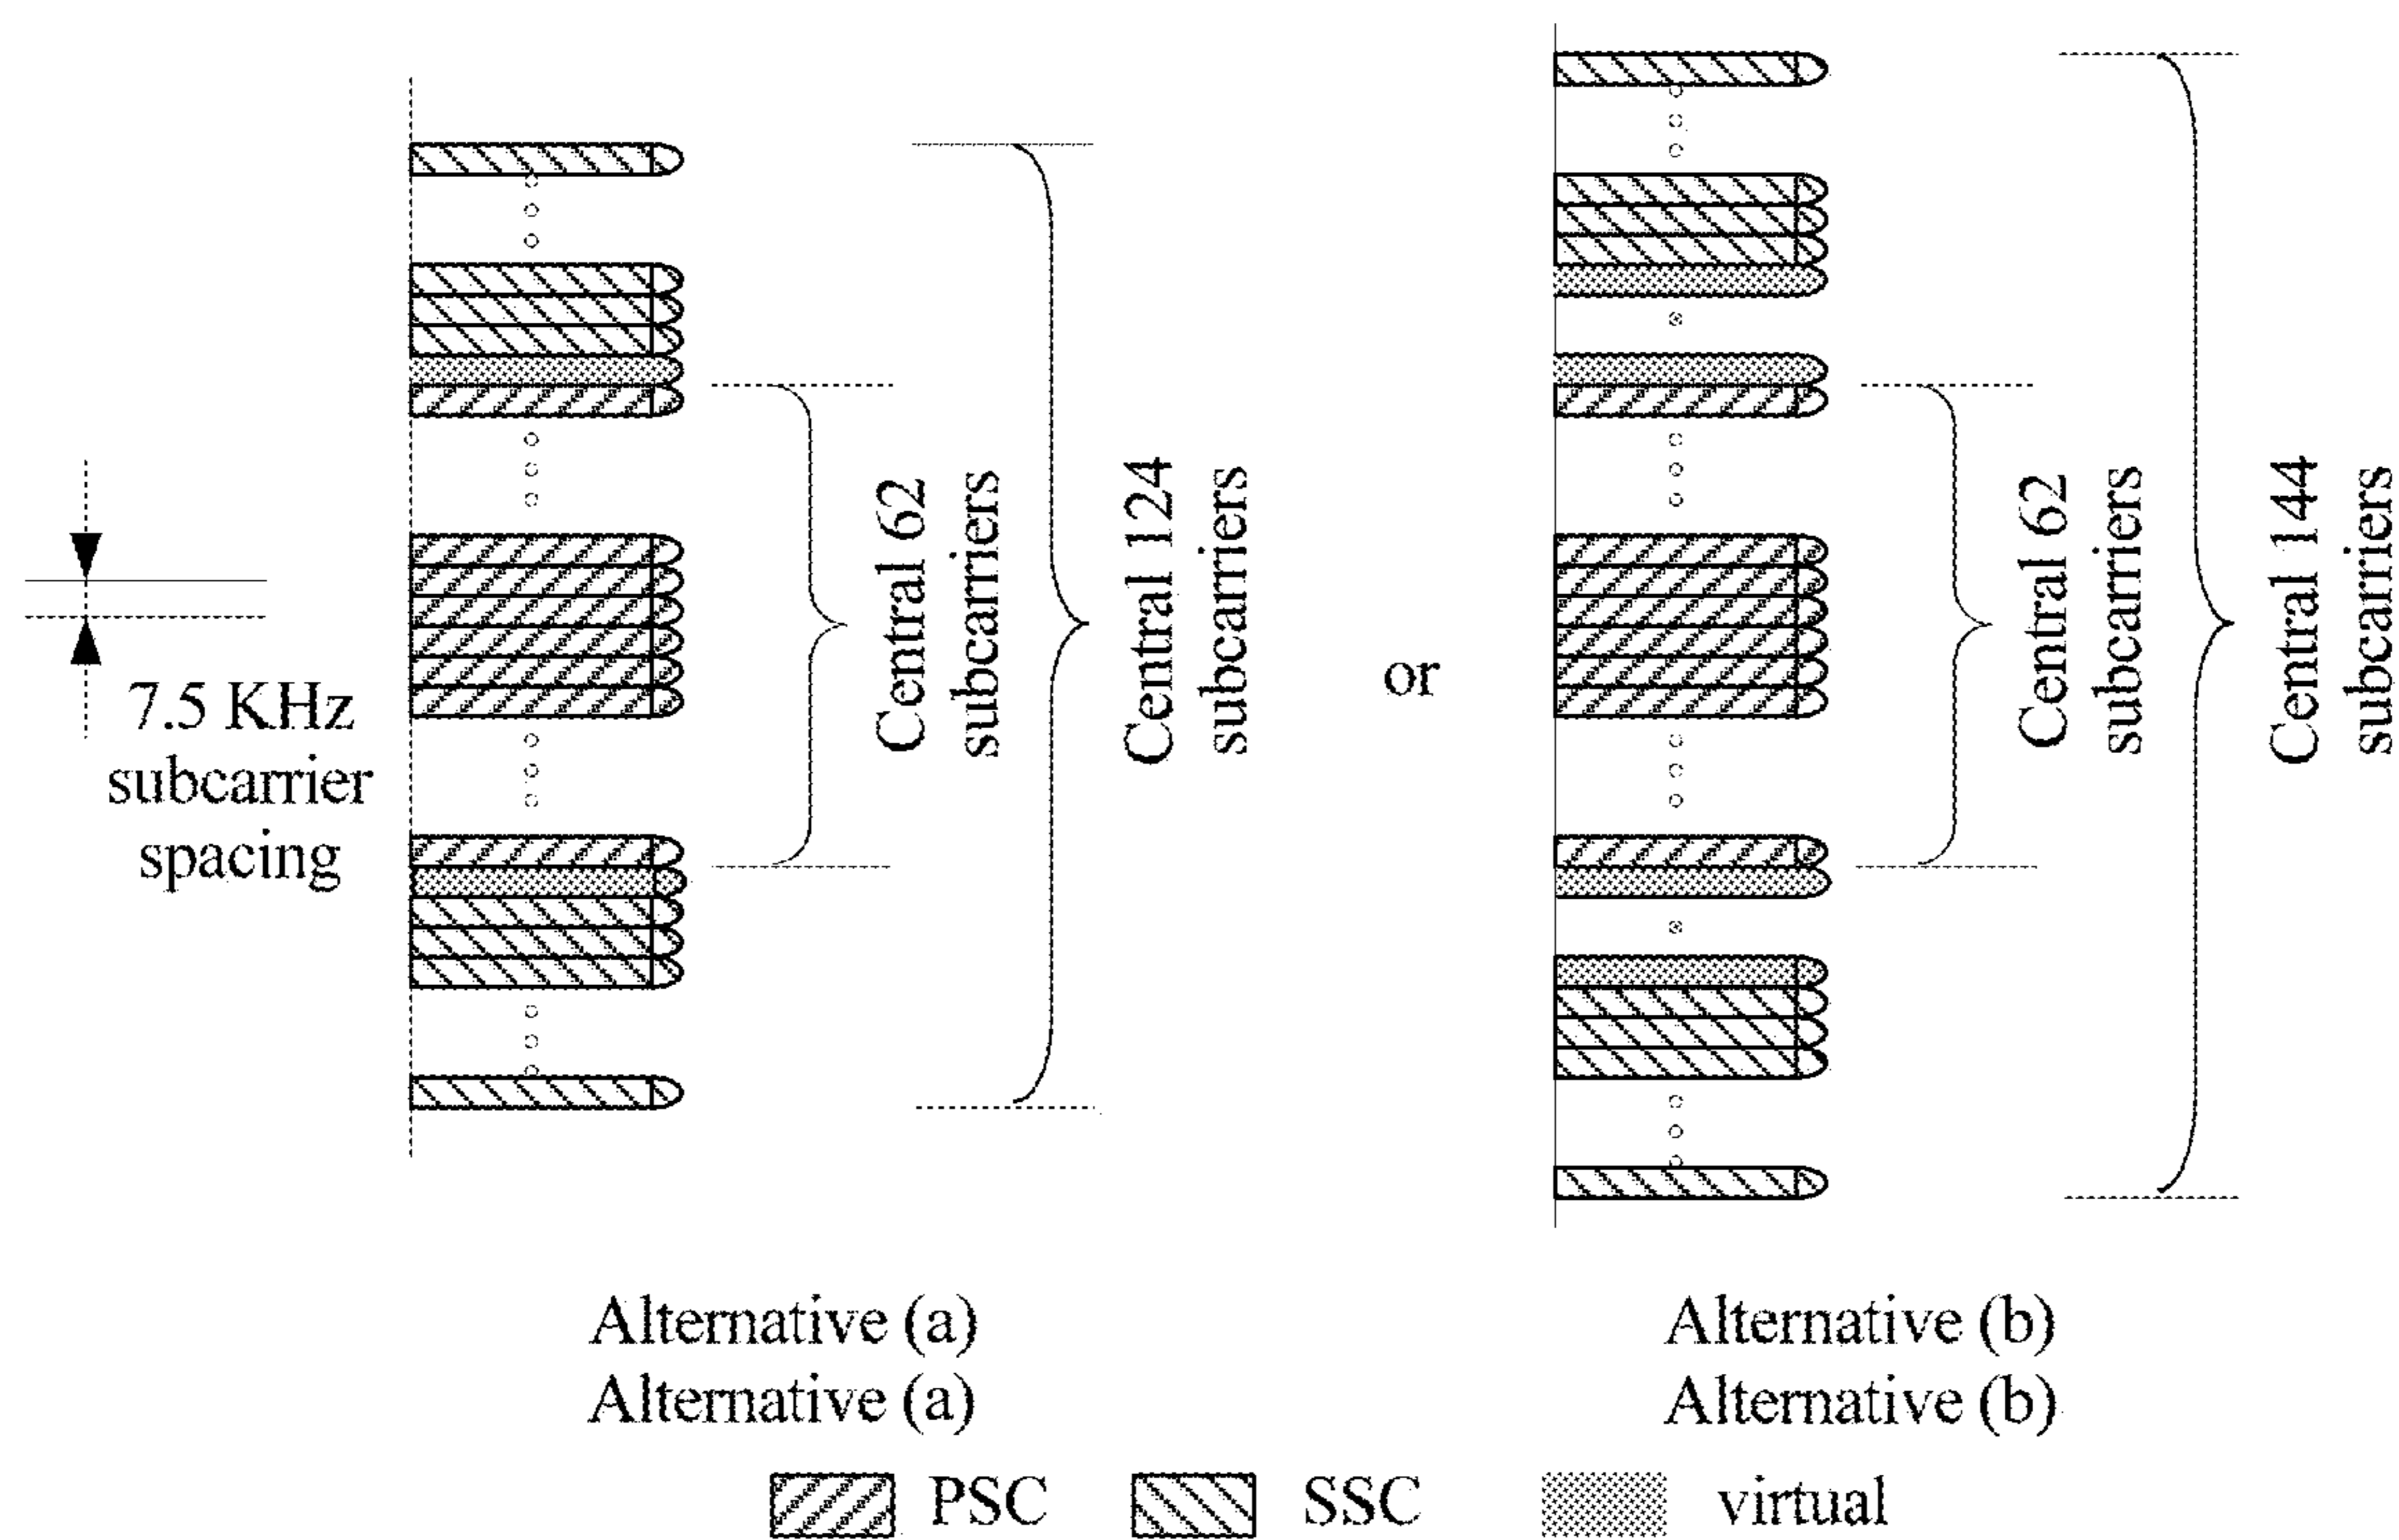 7.5 KHz
subcarrier
spacing
Central 62
subcarriers
Central 124
subcarriers
or
Central 62
subcarriers
Central 144
subcarriers
Alternative (a)
Alternative (a)
Alternative (b)
Alternative (b)
PSC
SSC
virtual